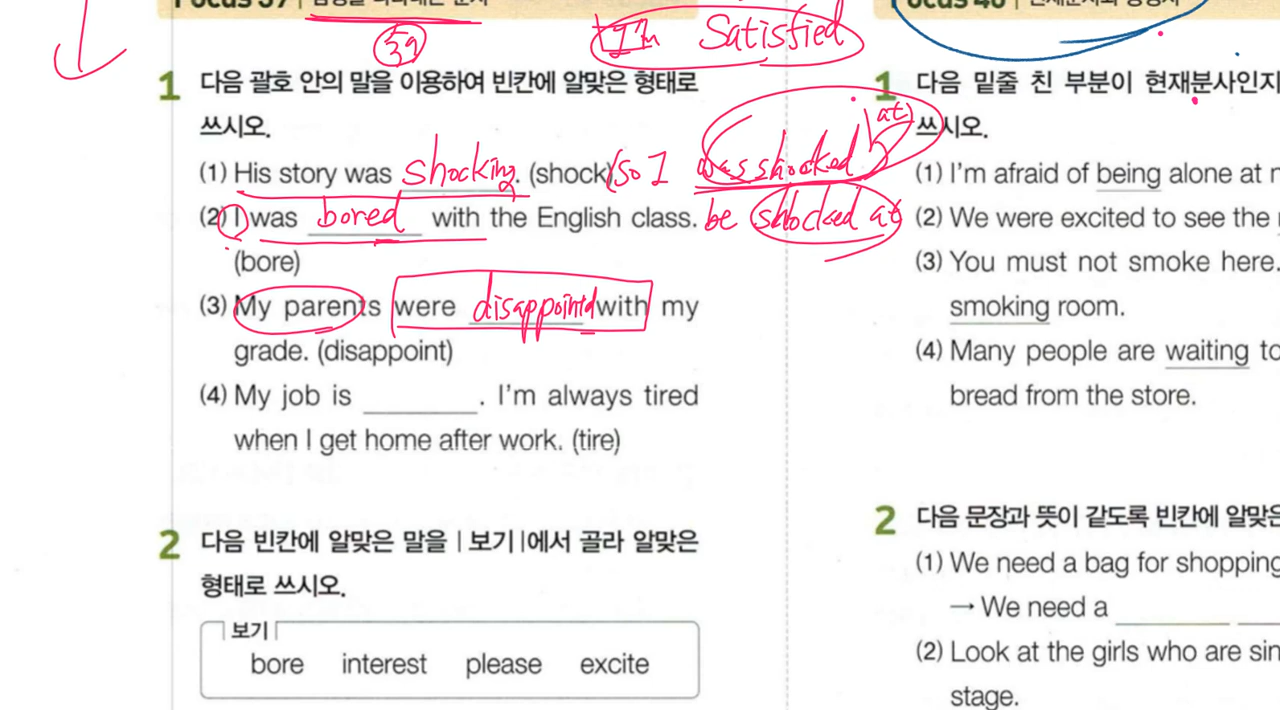 39
I'm Satisfied
1 다음 괄호 안의 말을 이용하여 빈칸에 알맞은 형태로
쓰시오.
(1) His story was shocking. (shock) (so I was shocked at)
(2) I was bored with the English class. be shocked at
(bore)
(3) My parents were disappointed with my
grade. (disappoint)
(4) My job is ________. I'm always tired
when I get home after work. (tire)
2 다음 빈칸에 알맞은 말을 |보기|에서 골라 알맞은
형태로 쓰시오.
보기
bore interest please excite
1 다음 밑줄 친 부분이 현재분사인지
쓰시오.
(1) I'm afraid of being alone at
(2) We were excited to see the
(3) You must not smoke here.
smoking room.
(4) Many people are waiting to
bread from the store.
2 다음 문장과 뜻이 같도록 빈칸에 알맞은
(1) We need a bag for shopping
→ We need a ________
(2) Look at the girls who are
stage.